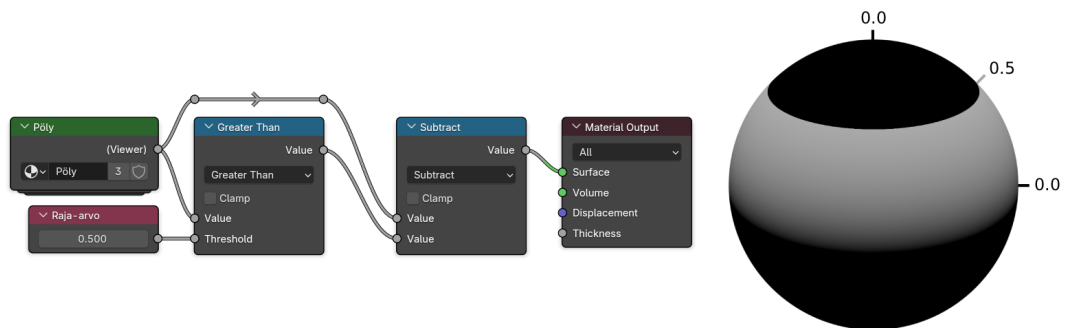 Pöly
(Viewer)
Pöly 3
Raja-arvo
0.500
Greater Than
Value
Greater Than
Clamp
Value
Threshold
Subtract
Value
Subtract
Clamp
Value
Value
Material Output
All
Surface
Volume
Displacement
Thickness
0.0
0.5
0.0